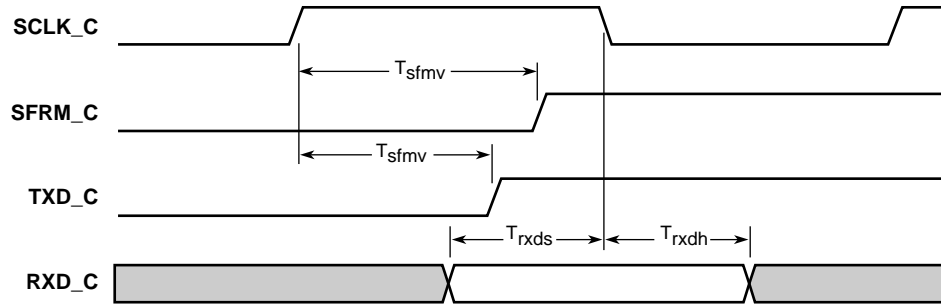 SCLK_C
Tsfmv
SFRM_C
Tsfmv
TXD_C
Trxds
Trxdh
RXD_C